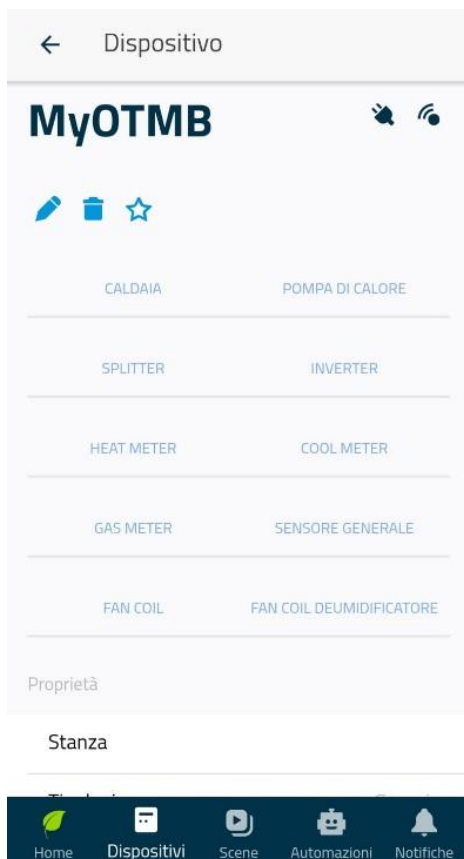 Dispositivo
MyOTMB
CALDAIA POMPA DI CALORE
SPLITTER INVERTER
HEAT METER COOL METER
GAS METER SENSORE GENERALE
FAN COIL FAN COIL DEUMIDIFICATORE
Proprietà
Stanza
Home Dispositivi Scene Automazioni Notifiche